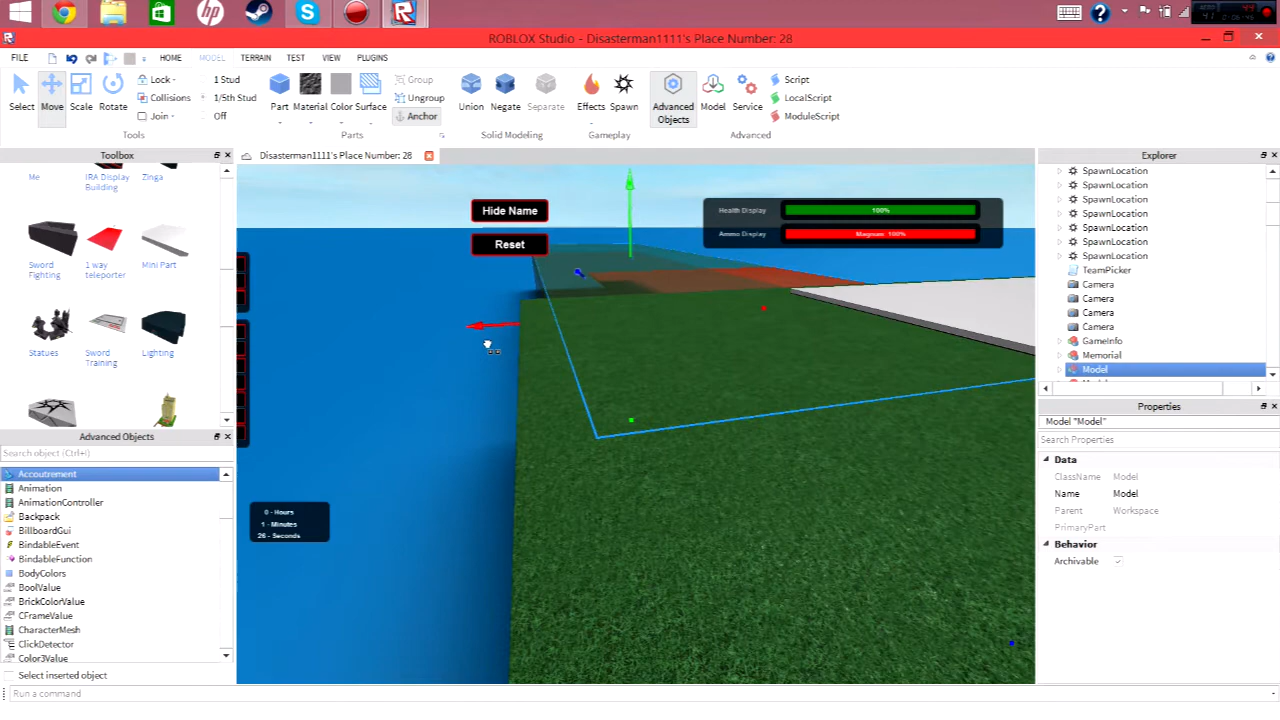 44
41 0:06:45
ROBLOX Studio - Disasterman1111's Place Number: 28
FILE HOME MODEL TERRAIN TEST VIEW PLUGINS
Select Move Scale Rotate
Lock
Collisions
Join
1 Stud
1/5th Stud
Off
Part Material Color Surface
Group
Ungroup
Anchor
Union Negate Separate
Effects Spawn
Advanced Objects
Model Service
Script
LocalScript
ModuleScript
Tools Parts Solid Modeling Gameplay Advanced
Toolbox
Disasterman1111's Place Number: 28
Explorer
Me
IRA Display Building
Zinga
Sword Fighting
1 way teleporter
Mini Part
Statues
Sword Training
Lighting
Advanced Objects
Search object (Ctrl+I)
Accoutrement
Animation
AnimationController
Backpack
BillboardGui
BindableEvent
BindableFunction
BodyColors
BoolValue
BrickColorValue
CFrameValue
CharacterMesh
ClickDetector
Color3Value
Select inserted object
Run a command
Hide Name
Reset
Health Display 100%
Ammo Display Magnum: 100%
0 - Hours
1 - Minutes
26 - Seconds
SpawnLocation
SpawnLocation
SpawnLocation
SpawnLocation
SpawnLocation
SpawnLocation
SpawnLocation
TeamPicker
Camera
Camera
Camera
Camera
GameInfo
Memorial
Model
Properties
Model "Model"
Search Properties
Data
ClassName Model
Name Model
Parent Workspace
PrimaryPart
Behavior
Archivable